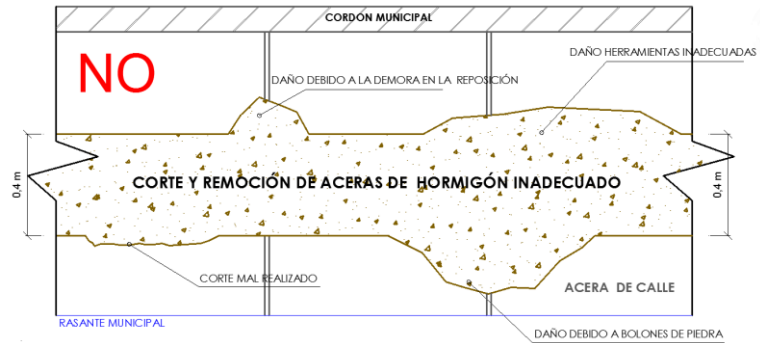 CORDÓN MUNICIPAL
NO
DAÑO HERRAMIENTAS INADECUADAS
DAÑO DEBIDO A LA DEMORA EN LA REPOSICIÓN
0,4 m
CORTE Y REMOCIÓN DE ACERAS DE HORMIGÓN INADECUADO
0,4 m
CORTE MAL REALIZADO
ACERA DE CALLE
RASANTE MUNICIPAL
DAÑO DEBIDO A BOLONES DE PIEDRA